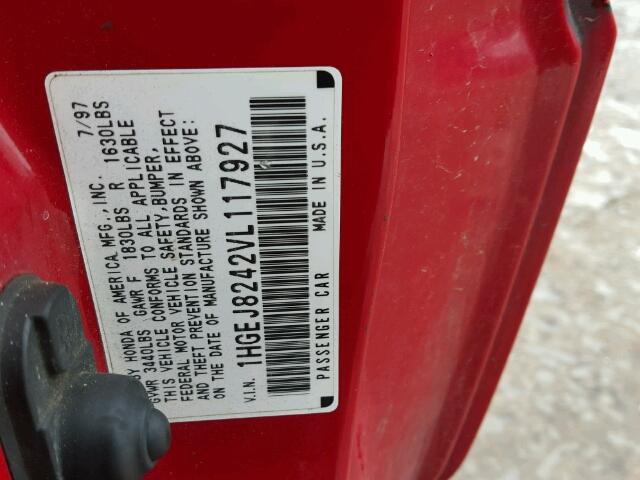 BY HONDA OF AMERICA MFG., INC. 7/97
GVWR 3440LBS GAWR F 1830LBS R 1630LBS
THIS VEHICLE CONFORMS TO ALL APPLICABLE
FEDERAL MOTOR VEHICLE SAFETY, BUMPER,
AND THEFT PREVENTION STANDARDS IN EFFECT
ON THE DATE OF MANUFACTURE SHOWN ABOVE:
V.I.N. 1HGEJ8242VL117927
PASSENGER CAR MADE IN U.S.A.